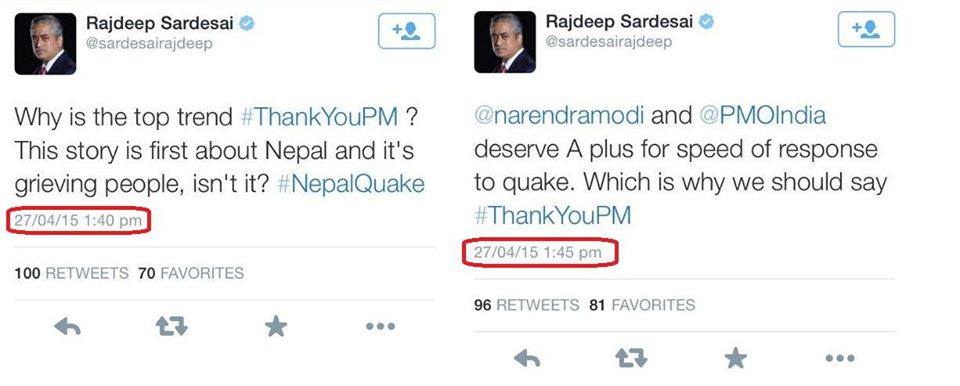 Rajdeep Sardesai
@sardesairajdeep
Why is the top trend #ThankYouPM ?
This story is first about Nepal and it's
grieving people, isn't it? #NepalQuake
27/04/15 1:40 pm
100 RETWEETS 70 FAVORITES
Rajdeep Sardesai
@sardesairajdeep
@narendramodi and @PMOIndia
deserve A plus for speed of response
to quake. Which is why we should say
#ThankYouPM
27/04/15 1:45 pm
96 RETWEETS 81 FAVORITES